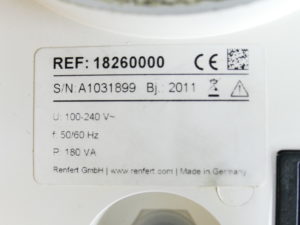 REF: 18260000 CE
S/N: A1031899 Bj.: 2011
U: 100-240 V~
f: 50/60 Hz
P: 180 VA
Renfert GmbH | www.renfert.com | Made in Germany